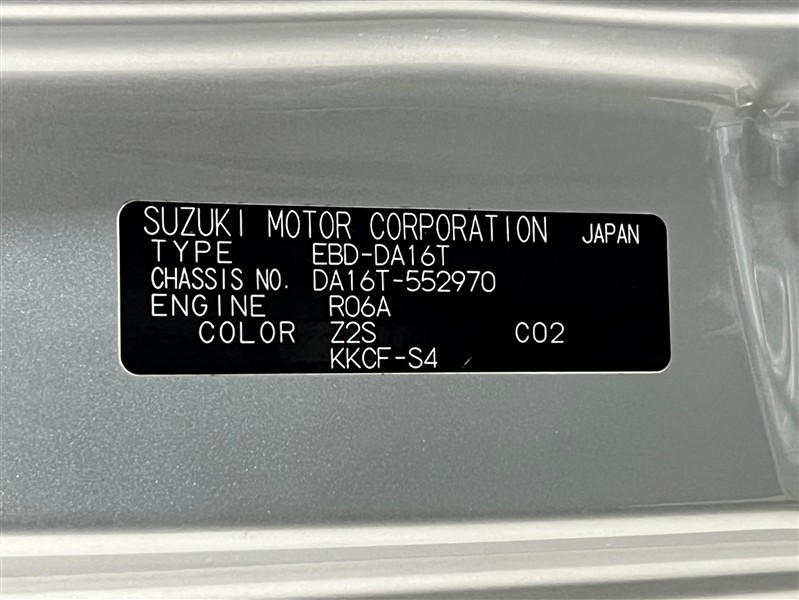 SUZUKI MOTOR CORPORATION JAPAN
TYPE EBD-DA16T
CHASSIS NO. DA16T-552970
ENGINE R06A
COLOR Z2S C02
KKCF-S4